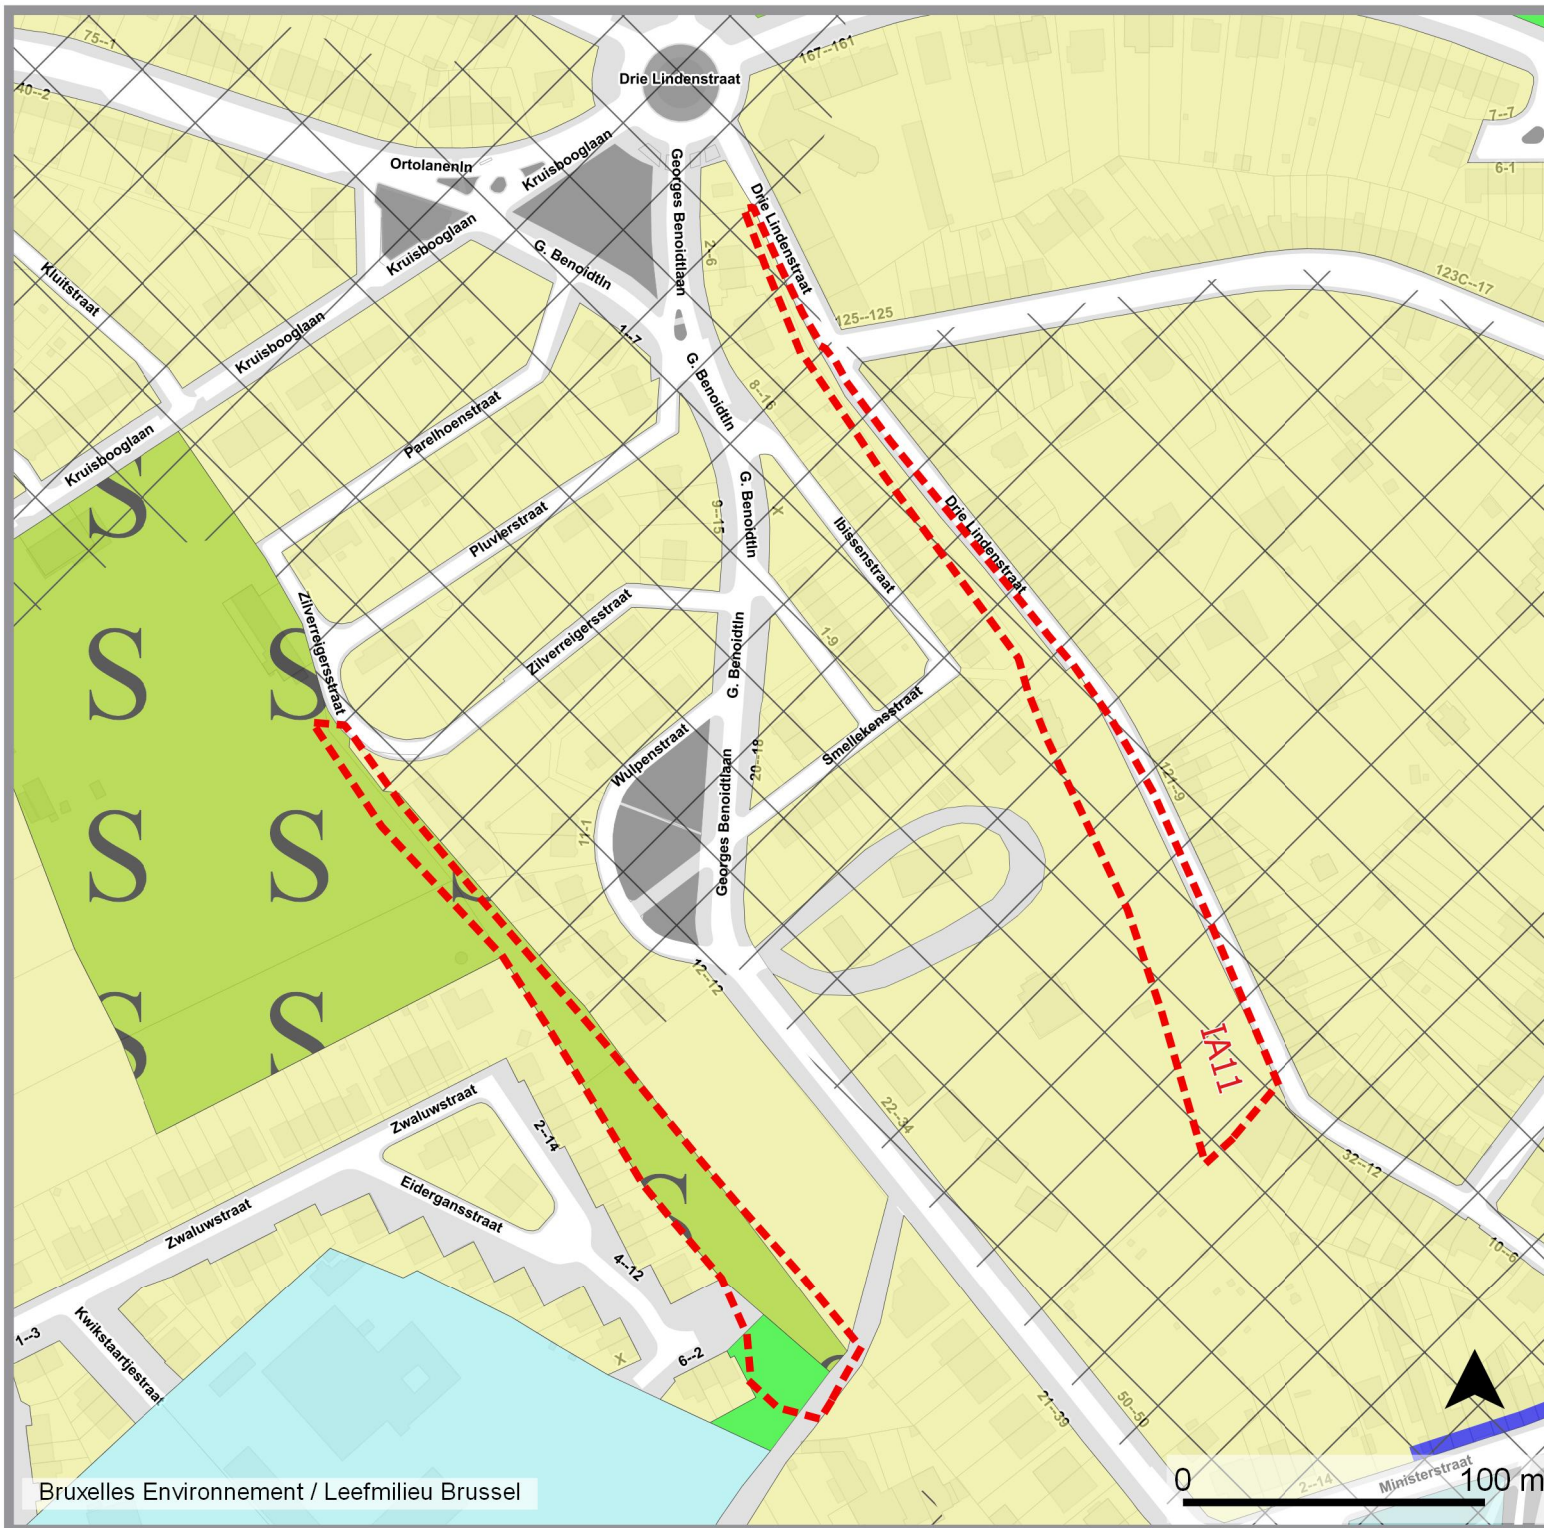 75--1
40--2
Drie Lindenstraat
167--161
7--7
6-1
Ortolanenln
Kruisbooglaan
Kruisbooglaan
Georges Benoidtlaan
2--6
Drie Lindenstraat
G. Benoidtln
Kluitstraat
Kruisbooglaan
1--7
125--125
123C--17
G. Benoidtln
8--16
Parelhoenstraat
Kruisbooglaan
S
Pluvierstraat
9--15
G. Benoidtln
X
Ibissenstraat
Drie Lindenstraat
Zilverreigersstraat
Zilverreigersstraat
G. Benoidtln
1-9
S
S
Wulpenstraat
20--18
Smellekensstraat
121--9
11-1
Georges Benoidtlaan
S
S
S
12--12
S
S
IA11
Zwaluwstraat
2--14
22--34
32--12
Eidergansstraat
Zwaluwstraat
S
4--12
10--6
1--3
Kwikstaartjestraat
X
6--2
21--39
50--50
2--14
Ministerstraat
0
100 m
Bruxelles Environnement / Leefmilieu Brussel